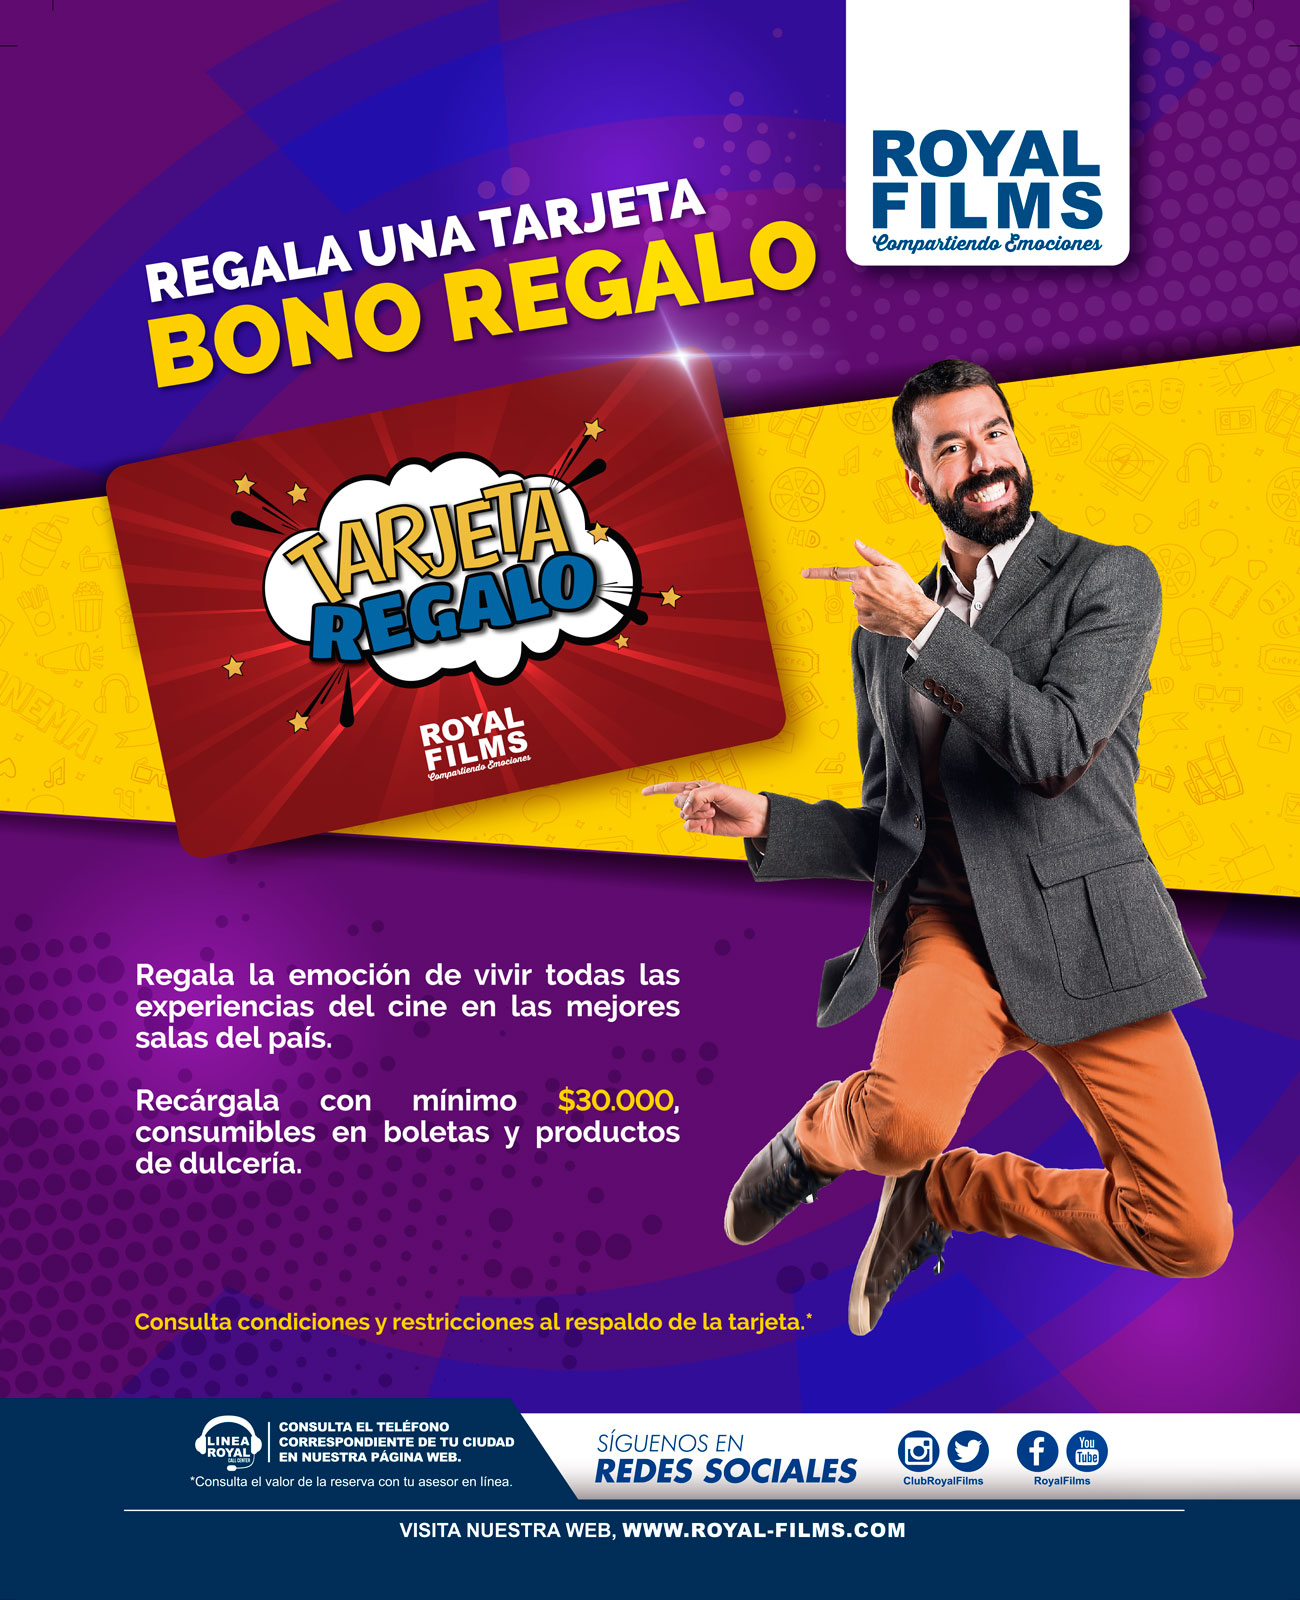 ROYAL
FILMS
Compartiendo Emociones
REGALA UNA TARJETA
BONO REGALO
TARJETA
REGALO
ROYAL
FILMS
Compartiendo Emociones
Regala la emoción de vivir todas las
experiencias del cine en las mejores
salas del país.
Recárgala con mínimo $30.000,
consumibles en boletas y productos
de dulcería.
Consulta condiciones y restricciones al respaldo de la tarjeta.*
LINEA
ROYAL
CALL CENTER
CONSULTA EL TELÉFONO
CORRESPONDIENTE DE TU CIUDAD
EN NUESTRA PÁGINA WEB.
*Consulta el valor de la reserva con tu asesor en línea.
SÍGUENOS EN
REDES SOCIALES
You
Tube
ClubRoyalFilms
RoyalFilms
VISITA NUESTRA WEB, WWW.ROYAL-FILMS.COM